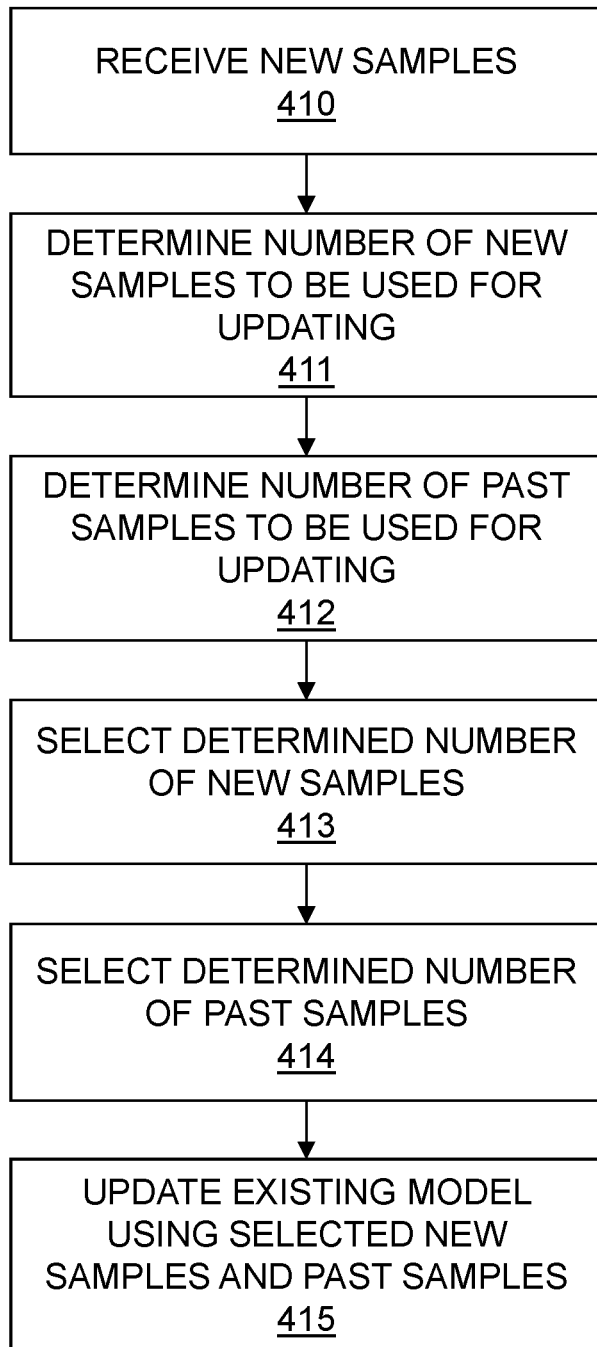 RECEIVE NEW SAMPLES
410
DETERMINE NUMBER OF NEW
SAMPLES TO BE USED FOR
UPDATING
411
DETERMINE NUMBER OF PAST
SAMPLES TO BE USED FOR
UPDATING
412
SELECT DETERMINED NUMBER
OF NEW SAMPLES
413
SELECT DETERMINED NUMBER
OF PAST SAMPLES
414
UPDATE EXISTING MODEL
USING SELECTED NEW
SAMPLES AND PAST SAMPLES
415